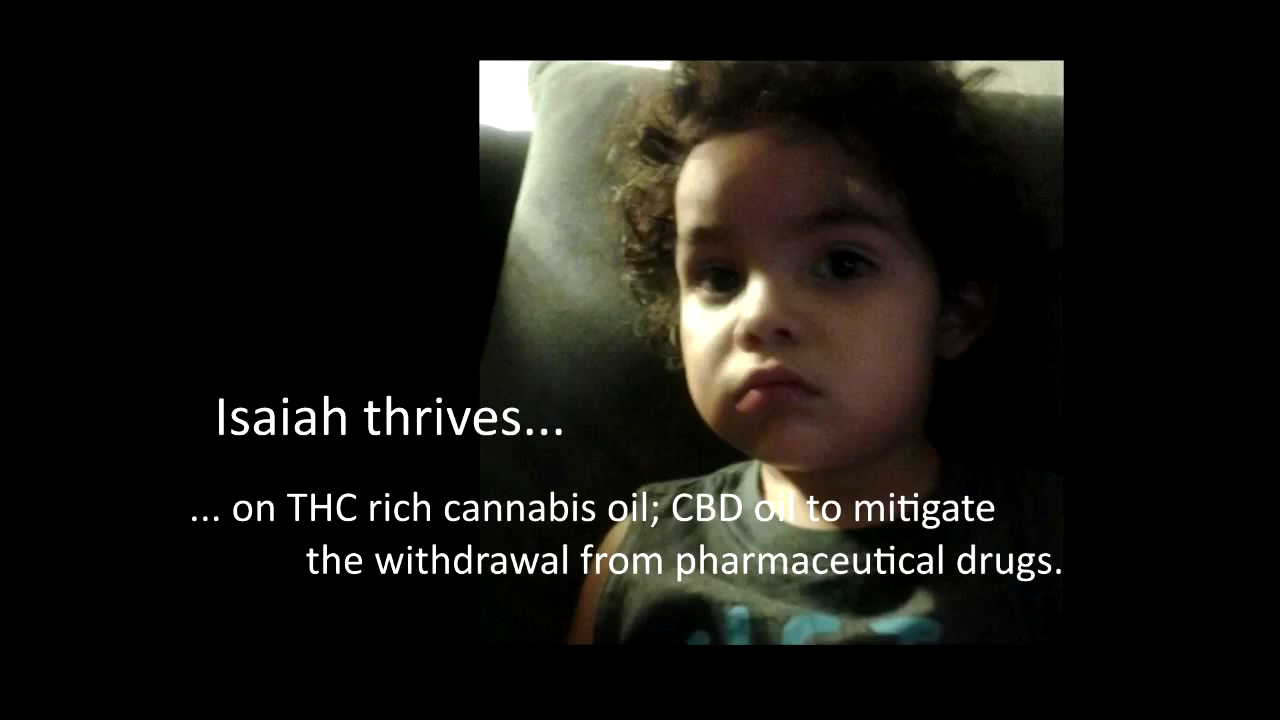 Isaiah thrives...
... on THC rich cannabis oil; CBD oil to mitigate
the withdrawal from pharmaceutical drugs.